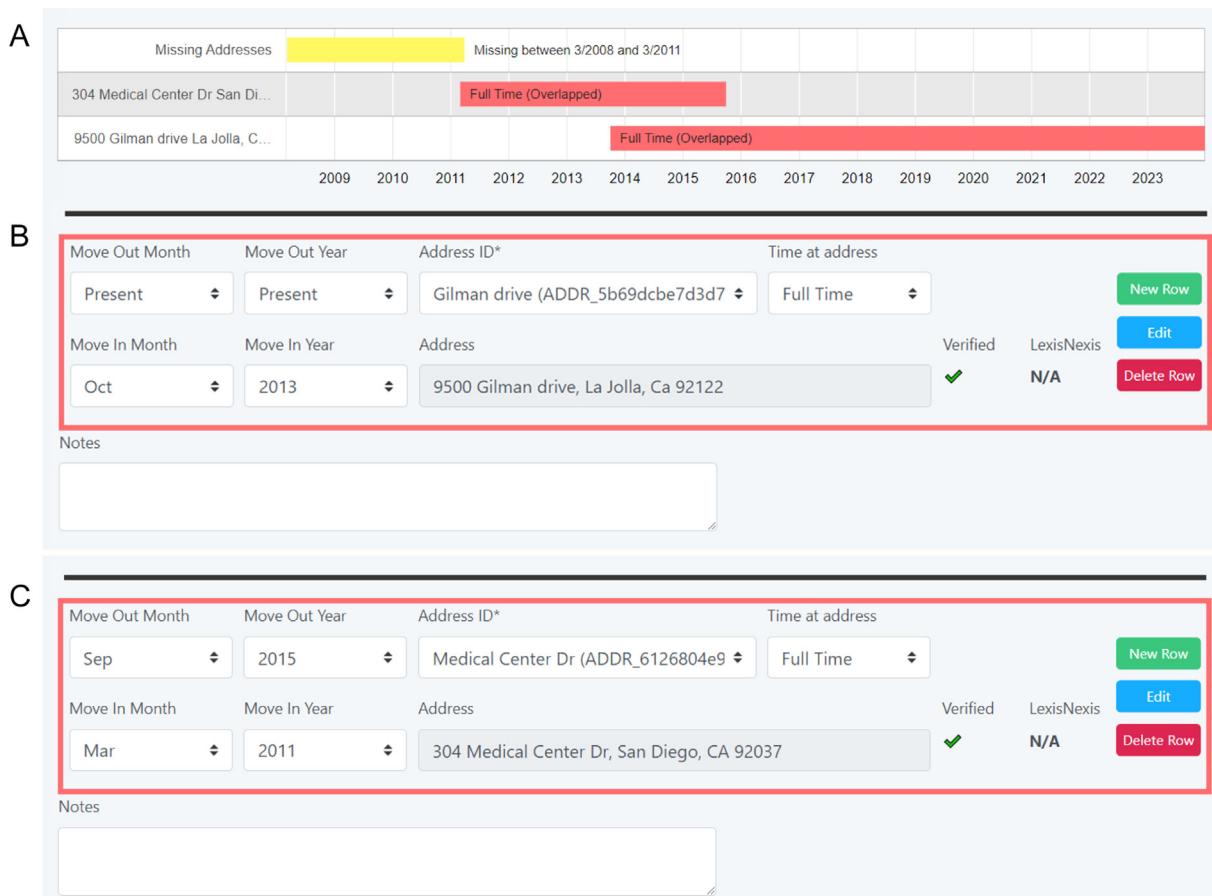 A
Missing Addresses
Missing between 3/2008 and 3/2011
304 Medical Center Dr San Di...
Full Time (Overlapped)
9500 Gilman drive La Jolla, C...
Full Time (Overlapped)
2009 2010 2011 2012 2013 2014 2015 2016 2017 2018 2019 2020 2021 2022 2023
B
Move Out Month Move Out Year Address ID* Time at address
Present Present Gilman drive (ADDR_5b69dcbe7d3d7 Full Time New Row
Edit
Move In Month Move In Year Address Verified LexisNexis
Oct 2013 9500 Gilman drive, La Jolla, Ca 92122 N/A Delete Row
Notes
C
Move Out Month Move Out Year Address ID* Time at address
Sep 2015 Medical Center Dr (ADDR_6126804e9 Full Time New Row
Edit
Move In Month Move In Year Address Verified LexisNexis
Mar 2011 304 Medical Center Dr, San Diego, CA 92037 N/A Delete Row
Notes